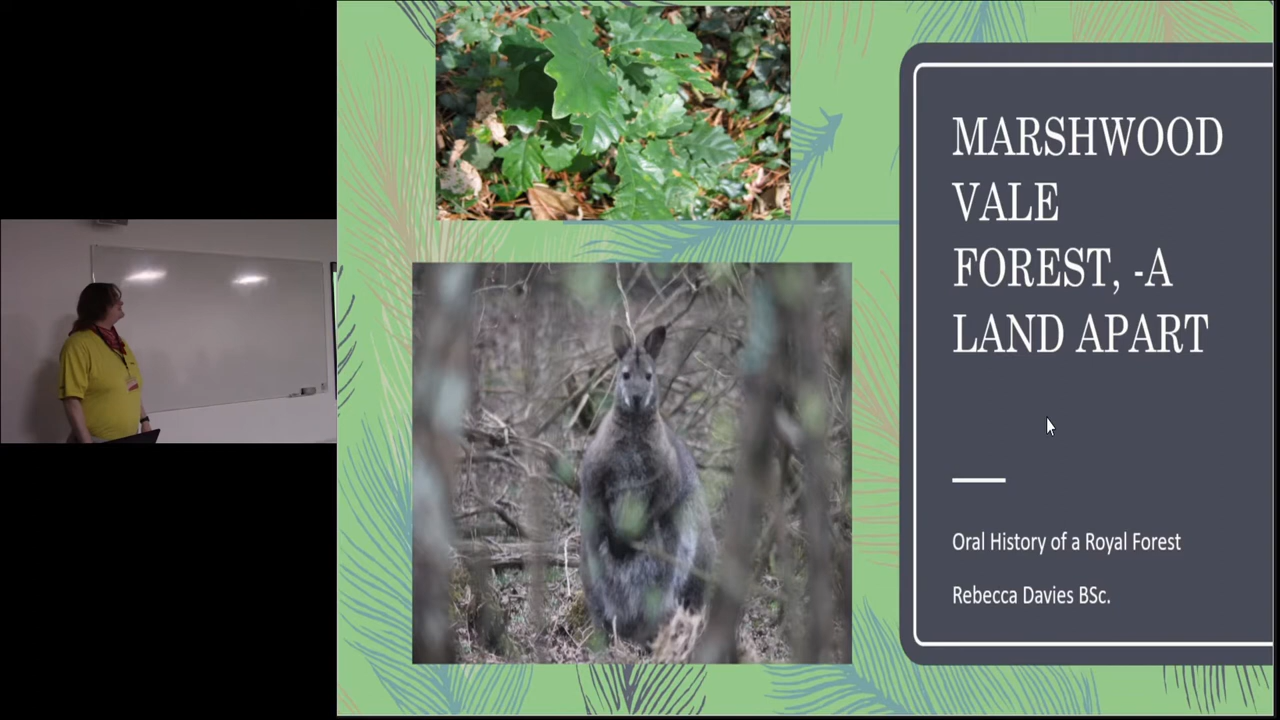 MARSHWOOD
VALE
FOREST, -A
LAND APART
Oral History of a Royal Forest
Rebecca Davies BSc.